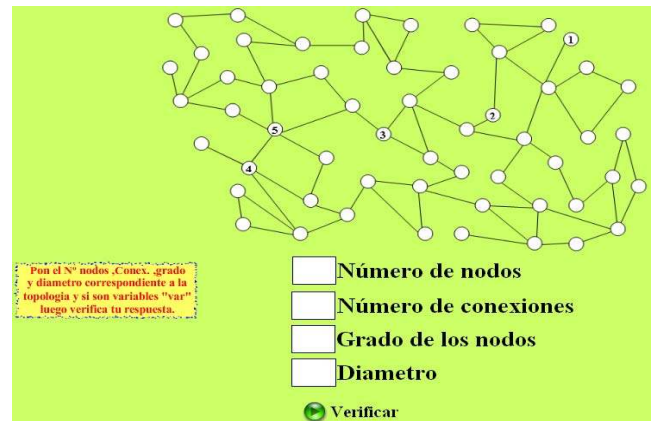 1
2
3
5
4
Pon el Nº nodos ,Conex. ,grado
y diametro correspondiente a la
topologia y si son variables "var"
luego verifica tu respuesta.
Número de nodos
Número de conexiones
Grado de los nodos
Diametro
Verificar